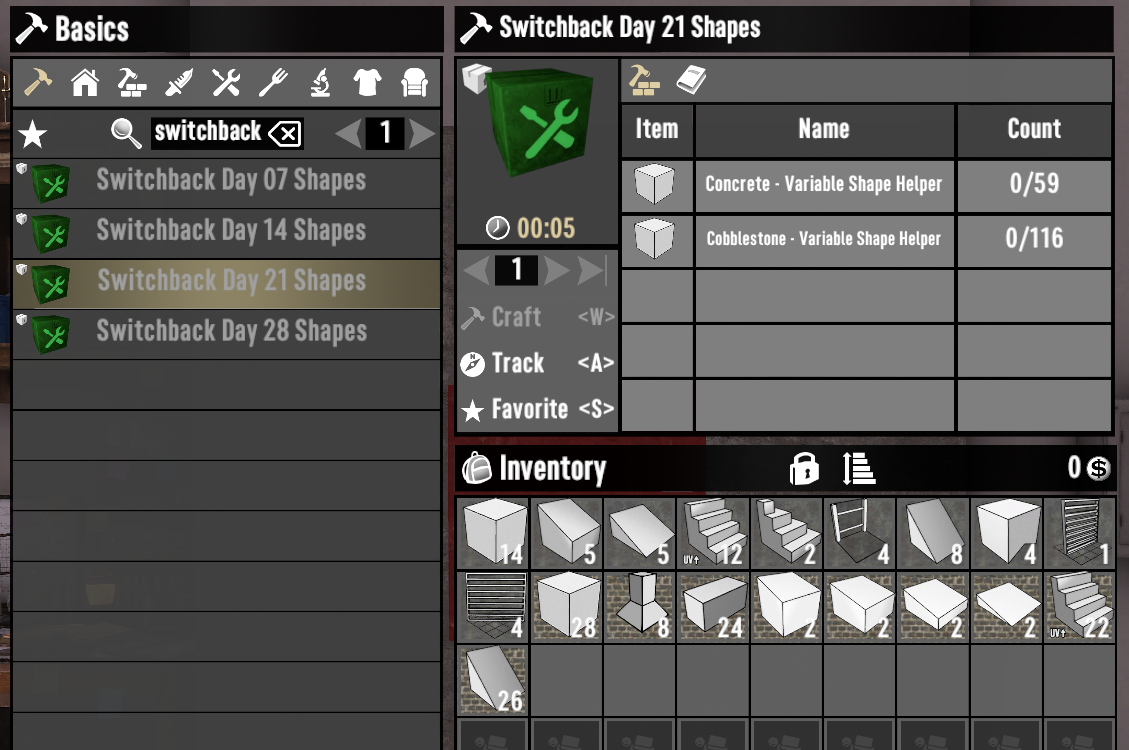 Basics
switchback
1
Switchback Day 07 Shapes
Switchback Day 14 Shapes
Switchback Day 21 Shapes
Switchback Day 28 Shapes
Switchback Day 21 Shapes
00:05
1
Craft <W>
Track <A>
Favorite <S>
Item Name Count
Concrete - Variable Shape Helper 0/59
Cobblestone - Variable Shape Helper 0/116
Inventory 0
14 5 5 UV↑ 12 2 4 8 4 1
4 28 8 24 2 2 2 2 UV↑ 22
26